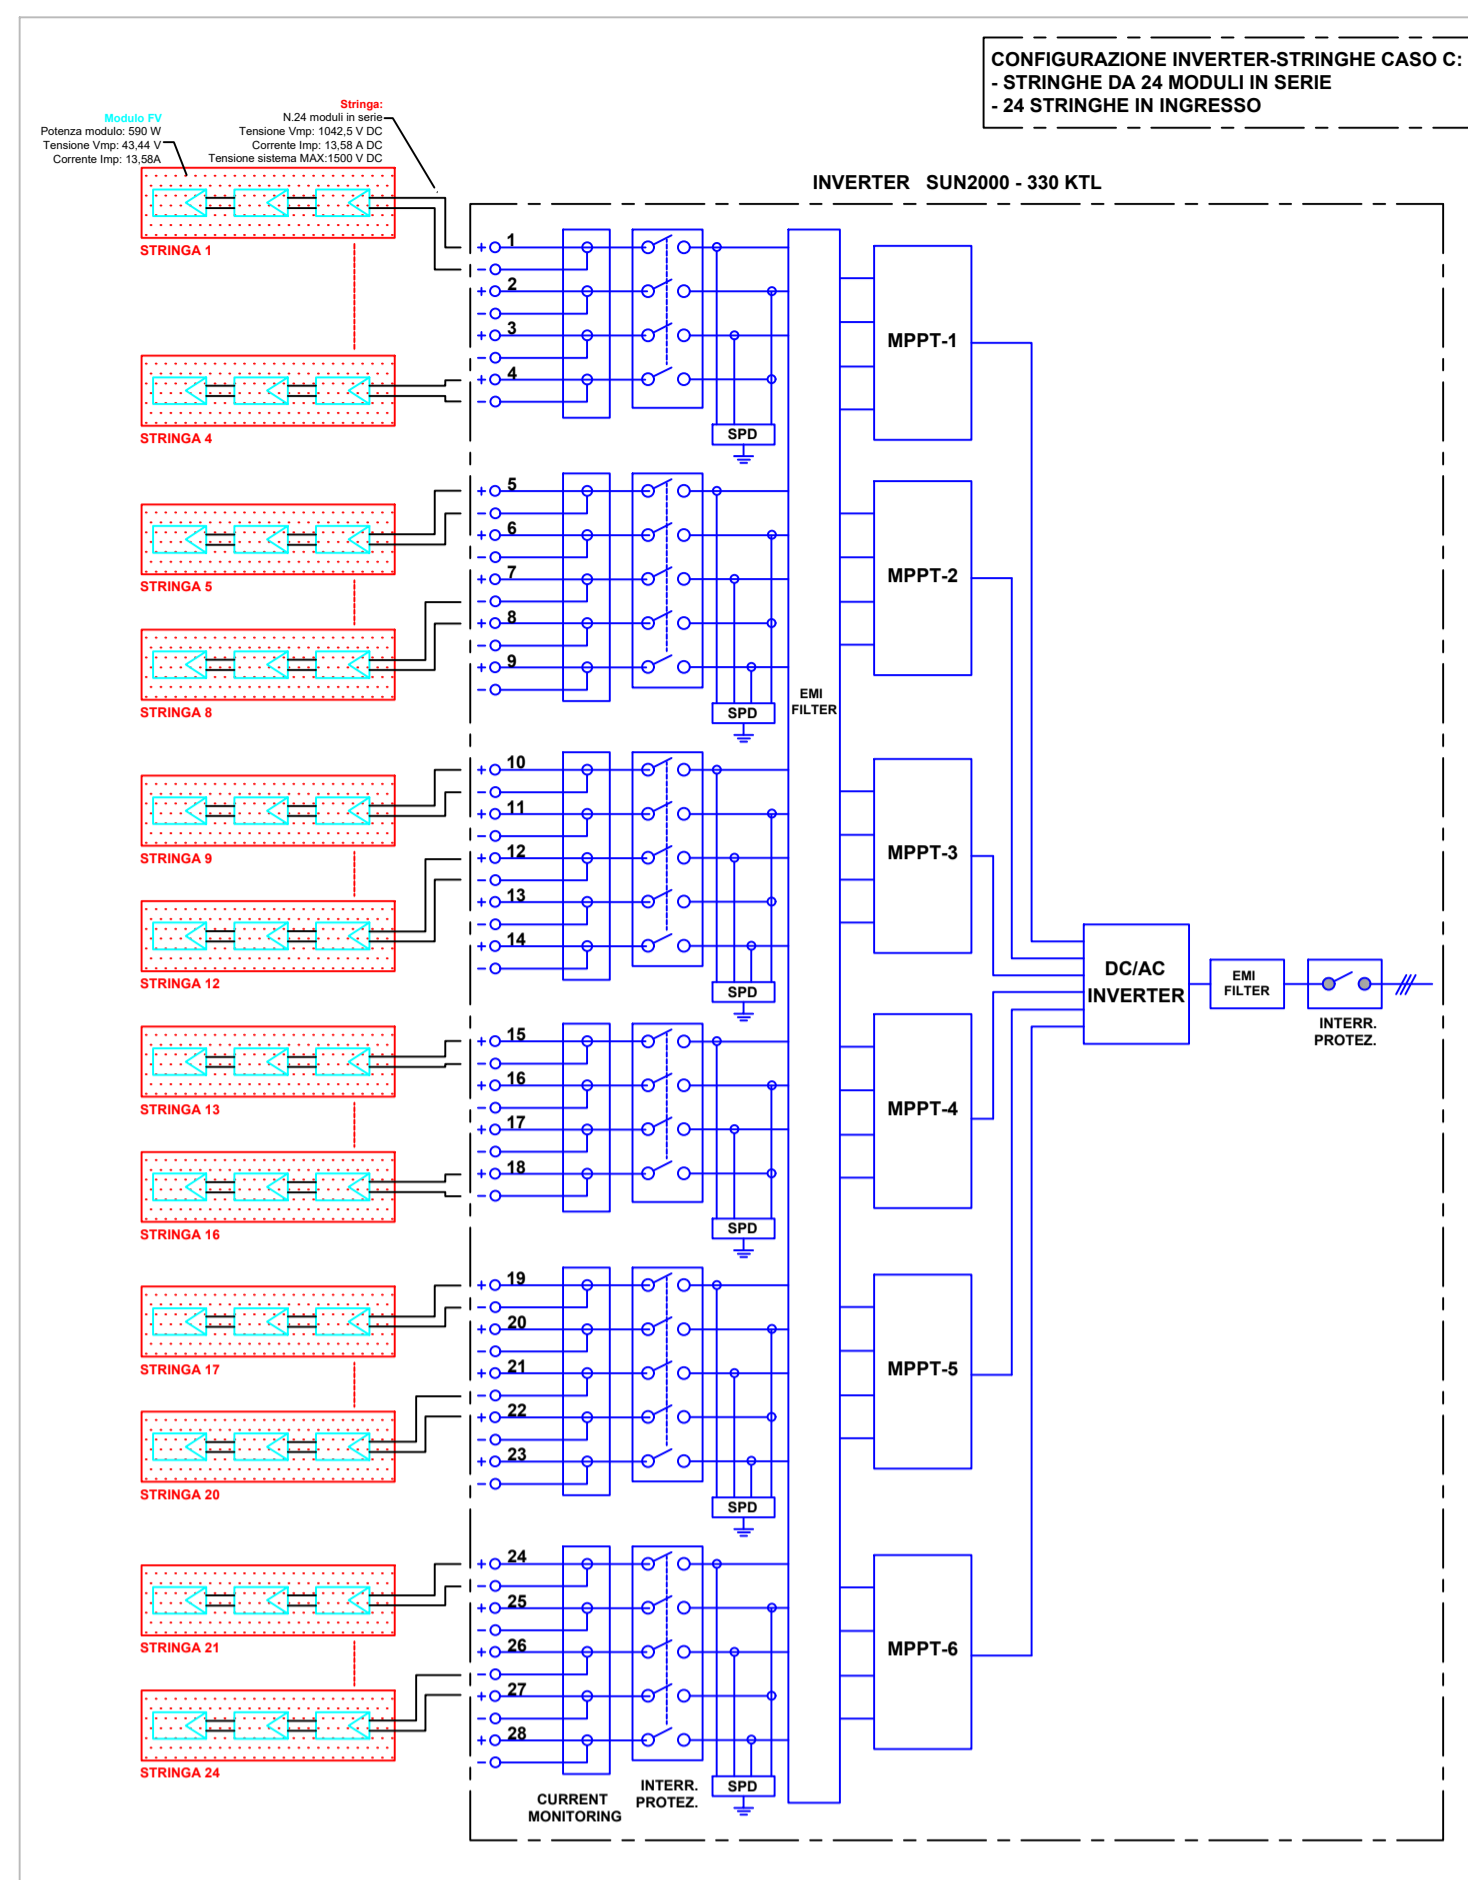 CONFIGURAZIONE INVERTER-STRINGHE CASO C:
- STRINGHE DA 24 MODULI IN SERIE
- 24 STRINGHE IN INGRESSO
Modulo FV
Potenza modulo: 590 W
Tensione Vmp: 43,44 V
Corrente Imp: 13,58A
Stringa:
N.24 moduli in serie
Tensione Vmp: 1042,5 V DC
Corrente Imp: 13,58 A DC
Tensione sistema MAX:1500 V DC
INVERTER SUN2000 - 330 KTL
STRINGA 1
STRINGA 4
STRINGA 5
STRINGA 8
STRINGA 9
STRINGA 12
STRINGA 13
STRINGA 16
STRINGA 17
STRINGA 20
STRINGA 21
STRINGA 24
+ 1
-
+ 2
-
+ 3
-
+ 4
-
SPD
+ 5
-
+ 6
-
+ 7
-
+ 8
-
+ 9
-
SPD
+ 10
-
+ 11
-
+ 12
-
+ 13
-
+ 14
-
SPD
+ 15
-
+ 16
-
+ 17
-
+ 18
-
SPD
+ 19
-
+ 20
-
+ 21
-
+ 22
-
+ 23
-
SPD
+ 24
-
+ 25
-
+ 26
-
+ 27
-
+ 28
-
SPD
CURRENT
MONITORING
INTERR.
PROTEZ.
EMI
FILTER
MPPT-1
MPPT-2
MPPT-3
MPPT-4
MPPT-5
MPPT-6
DC/AC
INVERTER
EMI
FILTER
INTERR.
PROTEZ.